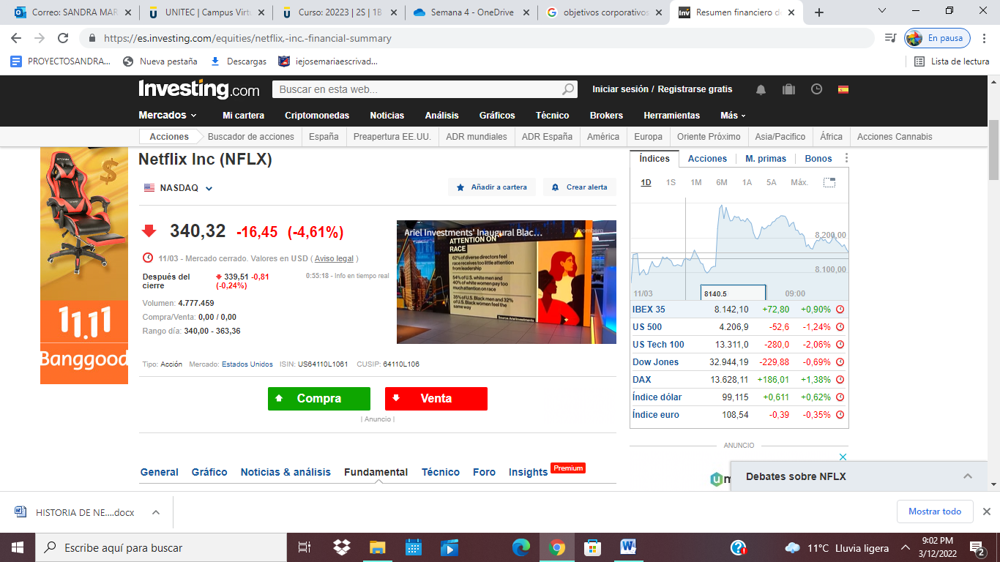 Correo: SANDRA MAR
UNITEC | Campus Virtu
Curso: 20223 | 2S | 1B
Semana 4 - OneDrive
objetivos corporativos
Resumen financiero d
https://es.investing.com/equities/netflix,-inc.-financial-summary
En pausa
PROYECTOSANDRA...
Nueva pestaña
Descargas
iejosemariaescrivad...
Lista de lectura
Investing.com
Buscar en esta web...
Iniciar sesión / Registrarse gratis
Mercados
Mi cartera
Criptomonedas
Noticias
Análisis
Gráficos
Técnico
Brokers
Herramientas
Más
Acciones
Buscador de acciones
España
Preapertura EE.UU.
ADR mundiales
ADR España
América
Europa
Oriente Próximo
Asia/Pacifico
África
Acciones Cannabis
$
11.11
Banggood
Netflix Inc (NFLX)
NASDAQ
Añadir a cartera
Crear alerta
340,32 -16,45 (-4,61%)
11/03 - Mercado cerrado. Valores en USD ( Aviso legal )
Después del cierre
339,51 -0,81 (-0,24%)
0:55:18 - Info en tiempo real
Volumen: 4.777.459
Compra/Venta: 0,00 / 0,00
Rango día: 340,00 - 363,36
Ariel Investments' Inaugural Blac…
Bloomberg
ATTENTION ON
RACE
62% of diverse directors feel
race receives too little attention
from leadership
54% of U.S. white men and
40% of white women pay too
much attention on race
35% of U.S. Black men and 32%
of U.S. Black women feel the
same way
Source: Ariel Investments
Tipo: Acción
Mercado: Estados Unidos
ISIN: US64110L1061
CUSIP: 64110L106
Compra
Venta
| Anuncio |
General
Gráfico
Noticias & análisis
Fundamental
Técnico
Foro
Insights
Premium
Índices
Acciones
M. primas
Bonos
1D
1S
1M
6M
1A
5A
Máx.
8.200,00
8.100,00
11/03
8140.5
09:00
IBEX 35 8.142,10 +72,80 +0,90%
US 500 4.206,9 -52,6 -1,24%
US Tech 100 13.311,0 -280,0 -2,06%
Dow Jones 32.944,19 -229,88 -0,69%
DAX 13.628,11 +186,01 +1,38%
Índice dólar 99,115 +0,611 +0,62%
Índice euro 108,54 -0,39 -0,35%
ANUNCIO
Debates sobre NFLX
HISTORIA DE NE....docx
Mostrar todo
Escribe aquí para buscar
11°C Lluvia ligera
9:02 PM
3/12/2022
2